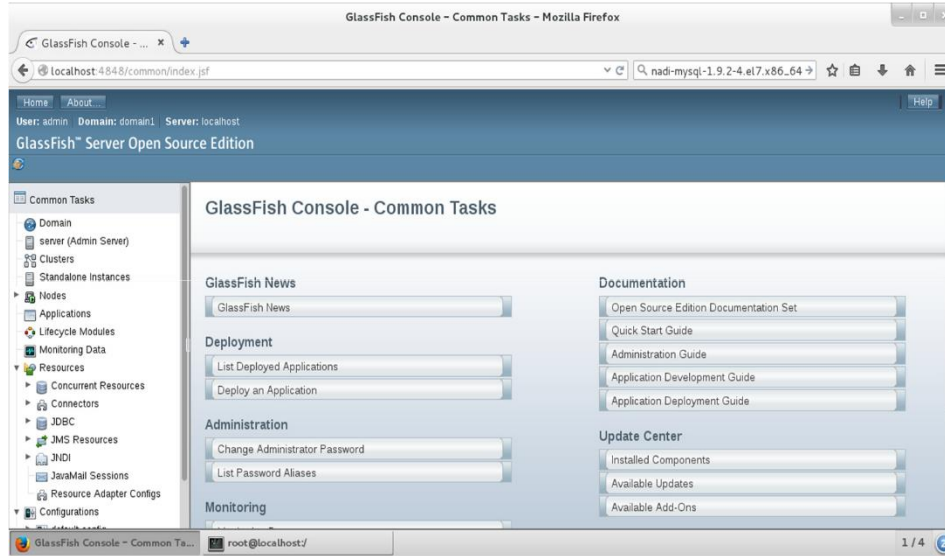 GlassFish Console - Common Tasks - Mozilla Firefox
GlassFish Console - ...
localhost:4848/common/index.jsf
nadi-mysql-1.9.2-4.el7.x86_64
Home About...
Help
User: admin Domain: domain1 Server: localhost
GlassFish™ Server Open Source Edition
Common Tasks
Domain
server (Admin Server)
Clusters
Standalone Instances
Nodes
Applications
Lifecycle Modules
Monitoring Data
Resources
Concurrent Resources
Connectors
JDBC
JMS Resources
JNDI
JavaMail Sessions
Resource Adapter Configs
Configurations
GlassFish Console - Common Tasks
GlassFish News
GlassFish News
Deployment
List Deployed Applications
Deploy an Application
Administration
Change Administrator Password
List Password Aliases
Monitoring
Documentation
Open Source Edition Documentation Set
Quick Start Guide
Administration Guide
Application Development Guide
Application Deployment Guide
Update Center
Installed Components
Available Updates
Available Add-Ons
GlassFish Console - Common Ta...
root@localhost:/
1 / 4